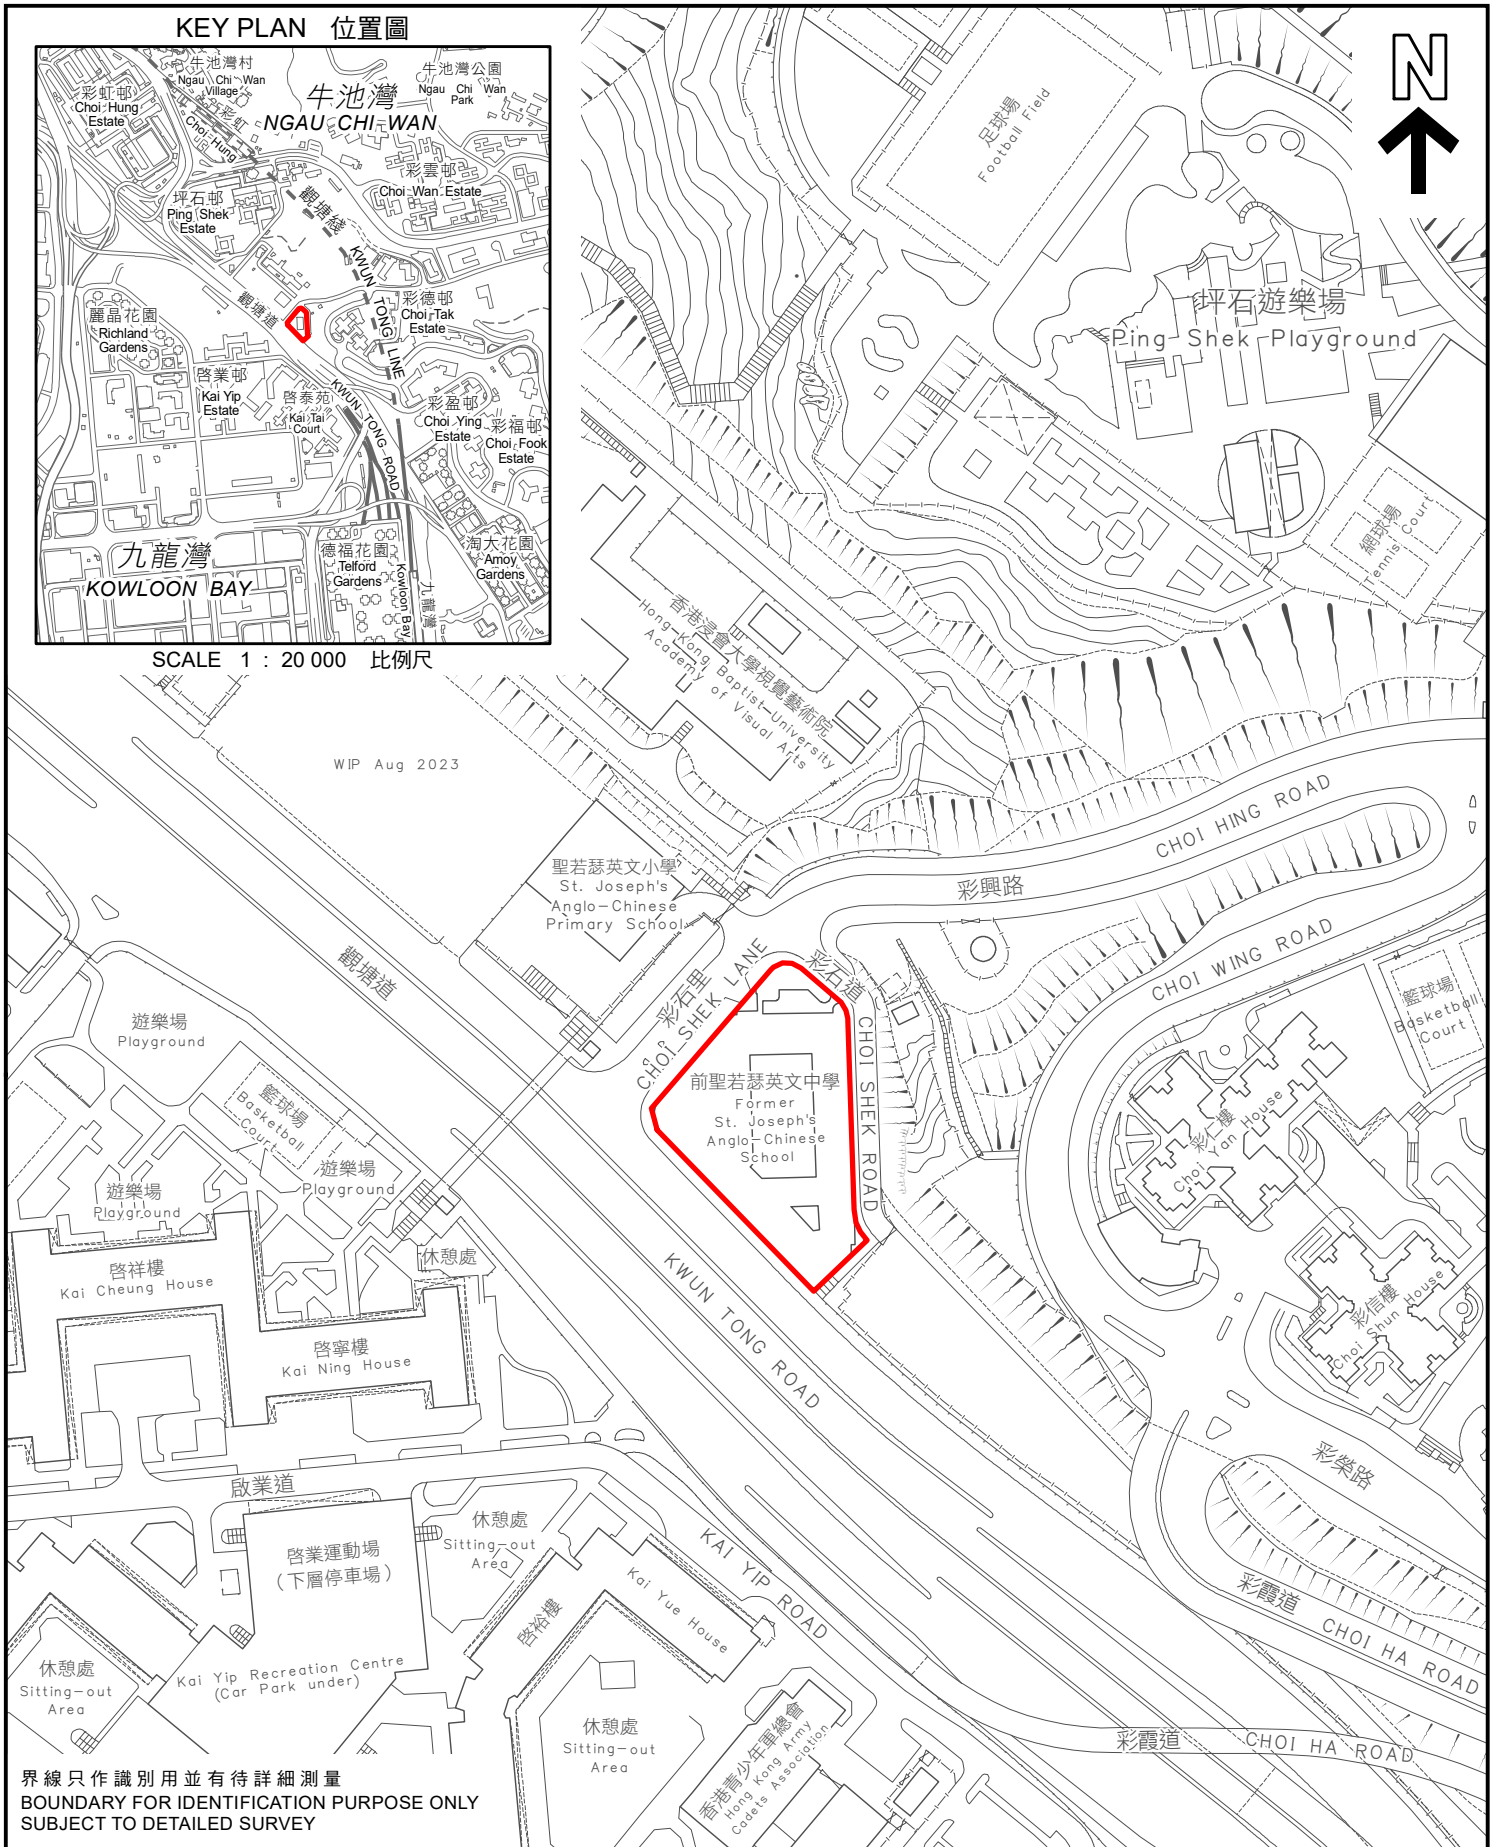 KEY PLAN 位置圖
牛池灣村
Ngau Chi Wan
Village
牛池灣公園
Ngau Chi Wan
Park
彩虹邨
Choi Hung
Estate
彩虹
Choi Hung
牛池灣
NGAU CHI WAN
彩雲邨
Choi Wan Estate
坪石邨
Ping Shek
Estate
觀塘綫
KWUN TONG LINE
觀塘道
彩德邨
Choi Tak
Estate
麗晶花園
Richland
Gardens
啓業邨
Kai Yip
Estate
啓泰苑
Kai Tai
Court
KWUN TONG ROAD
彩盈邨
Choi Ying
Estate
彩福邨
Choi Fook
Estate
九龍灣
KOWLOON BAY
德福花園
Telford
Gardens
Kowloon Bay
九龍灣
淘大花園
Amoy
Gardens
SCALE 1 : 20 000 比例尺
N
足球場
Football Field
坪石遊樂場
Ping Shek Playground
網球場
Tennis Court
香港浸會大學視覺藝術院
Hong Kong Baptist University
Academy of Visual Arts
WIP Aug 2023
聖若瑟英文小學
St. Joseph's
Anglo-Chinese
Primary School
CHOI HING ROAD
彩興路
CHOI WING ROAD
觀塘道
彩石里
CHOI SHEK LANE
彩石道
CHOI SHEK ROAD
籃球場
Basketball
Court
遊樂場
Playground
籃球場
Basketball
Court
遊樂場
Playground
遊樂場
Playground
前聖若瑟英文中學
Former
St. Joseph's
Anglo-Chinese
School
彩仁樓
Choi Yan House
彩信樓
Choi Shun House
休憩處
啓祥樓
Kai Cheung House
啓寧樓
Kai Ning House
KWUN TONG ROAD
彩榮路
啟業道
啓業運動場
（下層停車場）
休憩處
Sitting-out
Area
KAI YIP ROAD
Kai Yue House
啓裕樓
彩霞道
CHOI HA ROAD
休憩處
Sitting-out
Area
Kai Yip Recreation Centre
(Car Park under)
休憩處
Sitting-out
Area
香港青少年軍總會
Hong Kong Army
Cadets Association
彩霞道 CHOI HA ROAD
界線只作識別用並有待詳細測量
BOUNDARY FOR IDENTIFICATION PURPOSE ONLY
SUBJECT TO DETAILED SURVEY